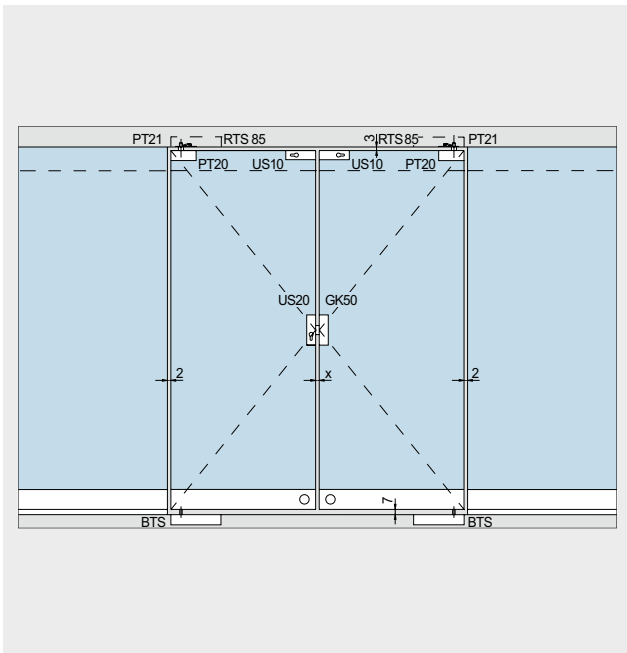 PT21 RTS 85 3 RTS 85 PT21
PT20 US10 US10 PT20
US20 GK50
2 x 2
7
BTS BTS